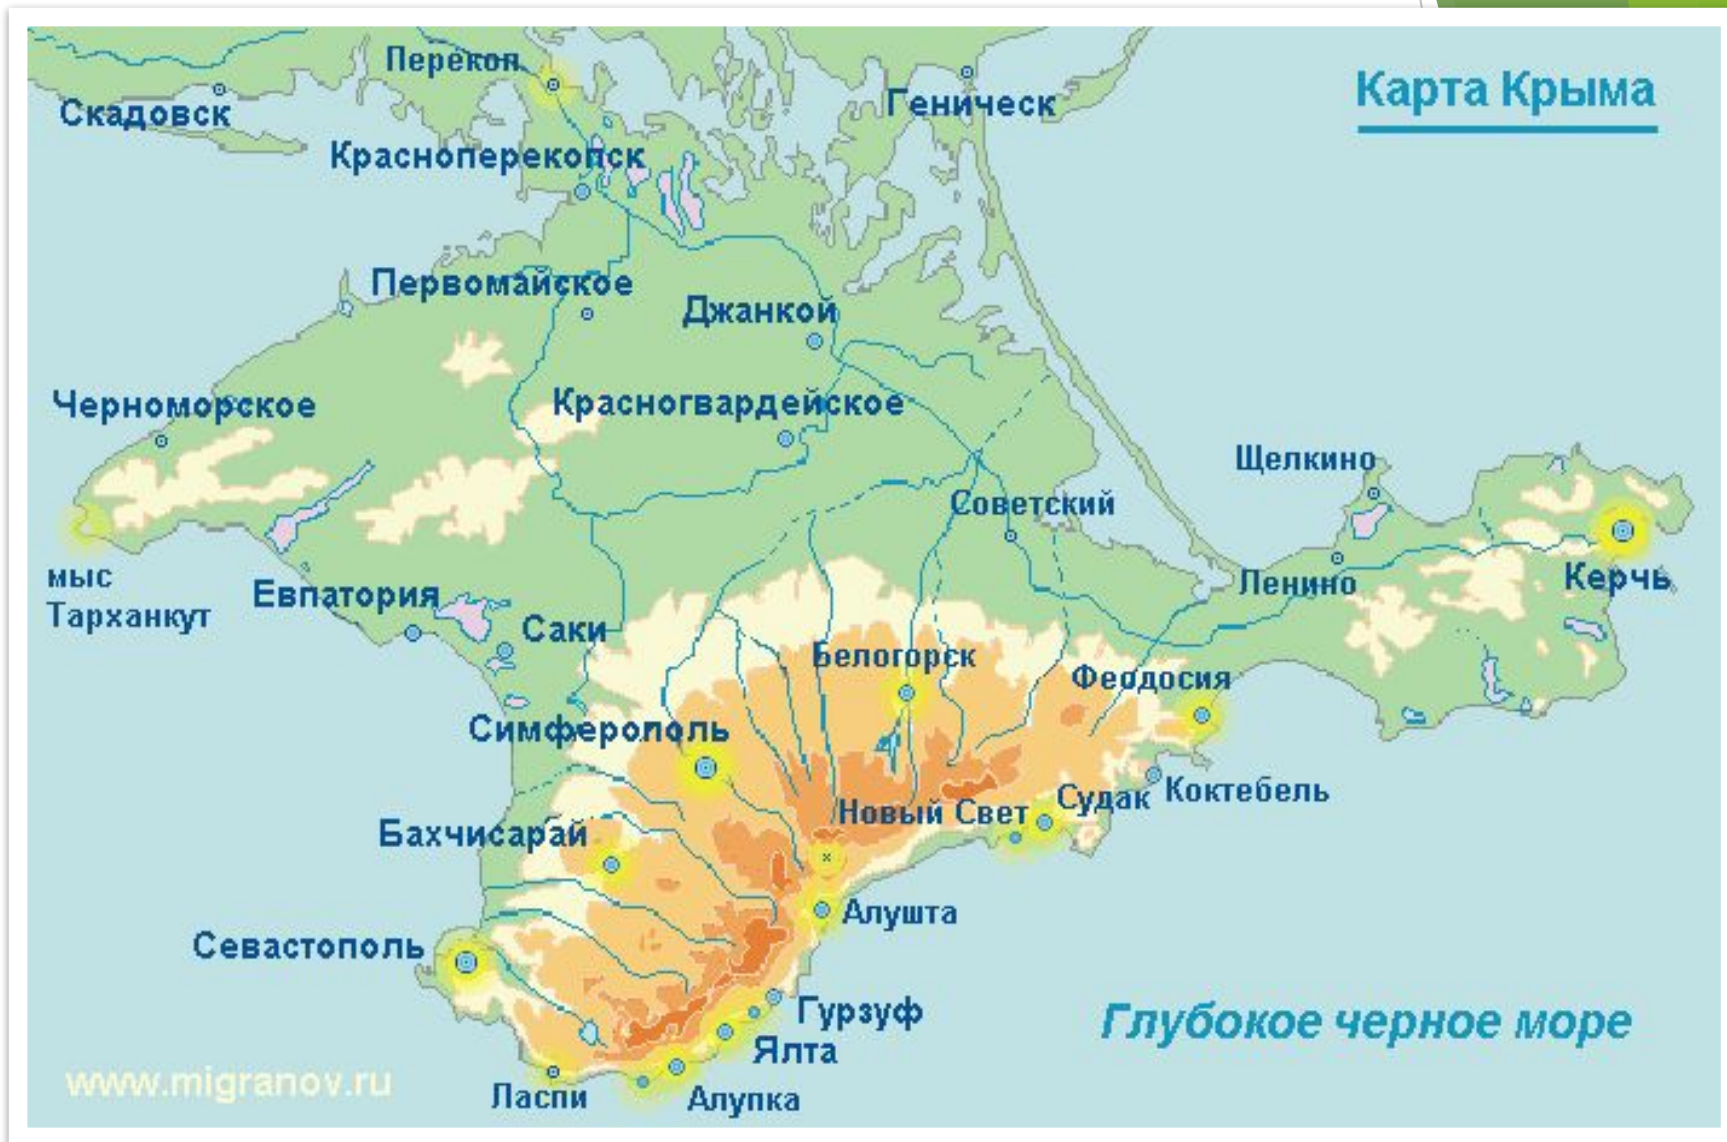 Перекоп
Карта Крыма
Скадовск
Геническ
Красноперекопск
Первомайское
Джанкой
Черноморское
Красногвардейское
Щелкино
Советский
мыс
Тарханкут
Евпатория
Ленино
Керчь
Саки
Белогорск
Феодосия
Симферополь
Коктебель
Судак
Новый Свет
Бахчисарай
Алушта
Севастополь
Гурзуф
Глубокое черное море
Ялта
www.migranov.ru
Ласпи
Алупка